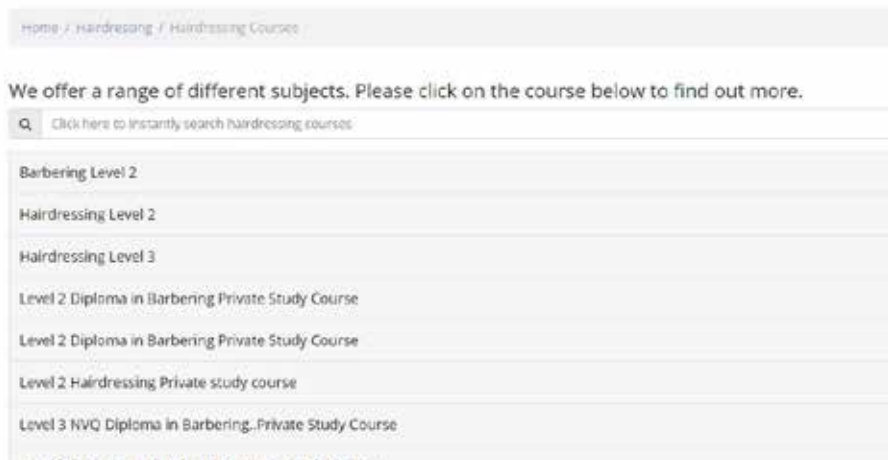 Home / Hairdressing / Hairdressing Courses
We offer a range of different subjects. Please click on the course below to find out more.
Click here to instantly search hairdressing courses
Barbering Level 2
Hairdressing Level 2
Hairdressing Level 3
Level 2 Diploma in Barbering Private Study Course
Level 2 Diploma in Barbering Private Study Course
Level 2 Hairdressing Private study course
Level 3 NVQ Diploma in Barbering..Private Study Course